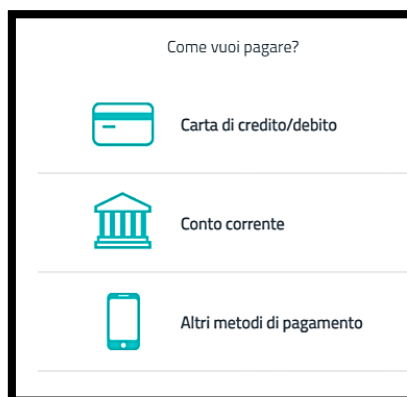 Come vuoi pagare?
Carta di credito/debito
Conto corrente
Altri metodi di pagamento